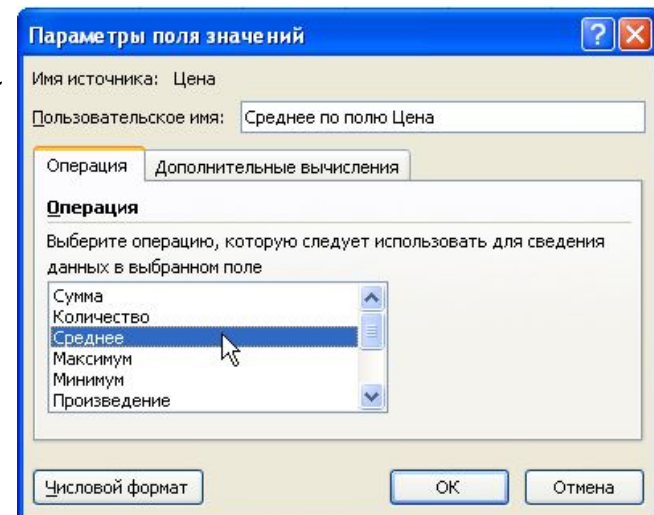 Параметры поля значений
Имя источника: Цена
Пользовательское имя: Среднее по полю Цена
Операция Дополнительные вычисления
Операция
Выберите операцию, которую следует использовать для сведения
данных в выбранном поле
Сумма
Количество
Среднее
Максимум
Минимум
Произведение
Числовой формат ОК Отмена